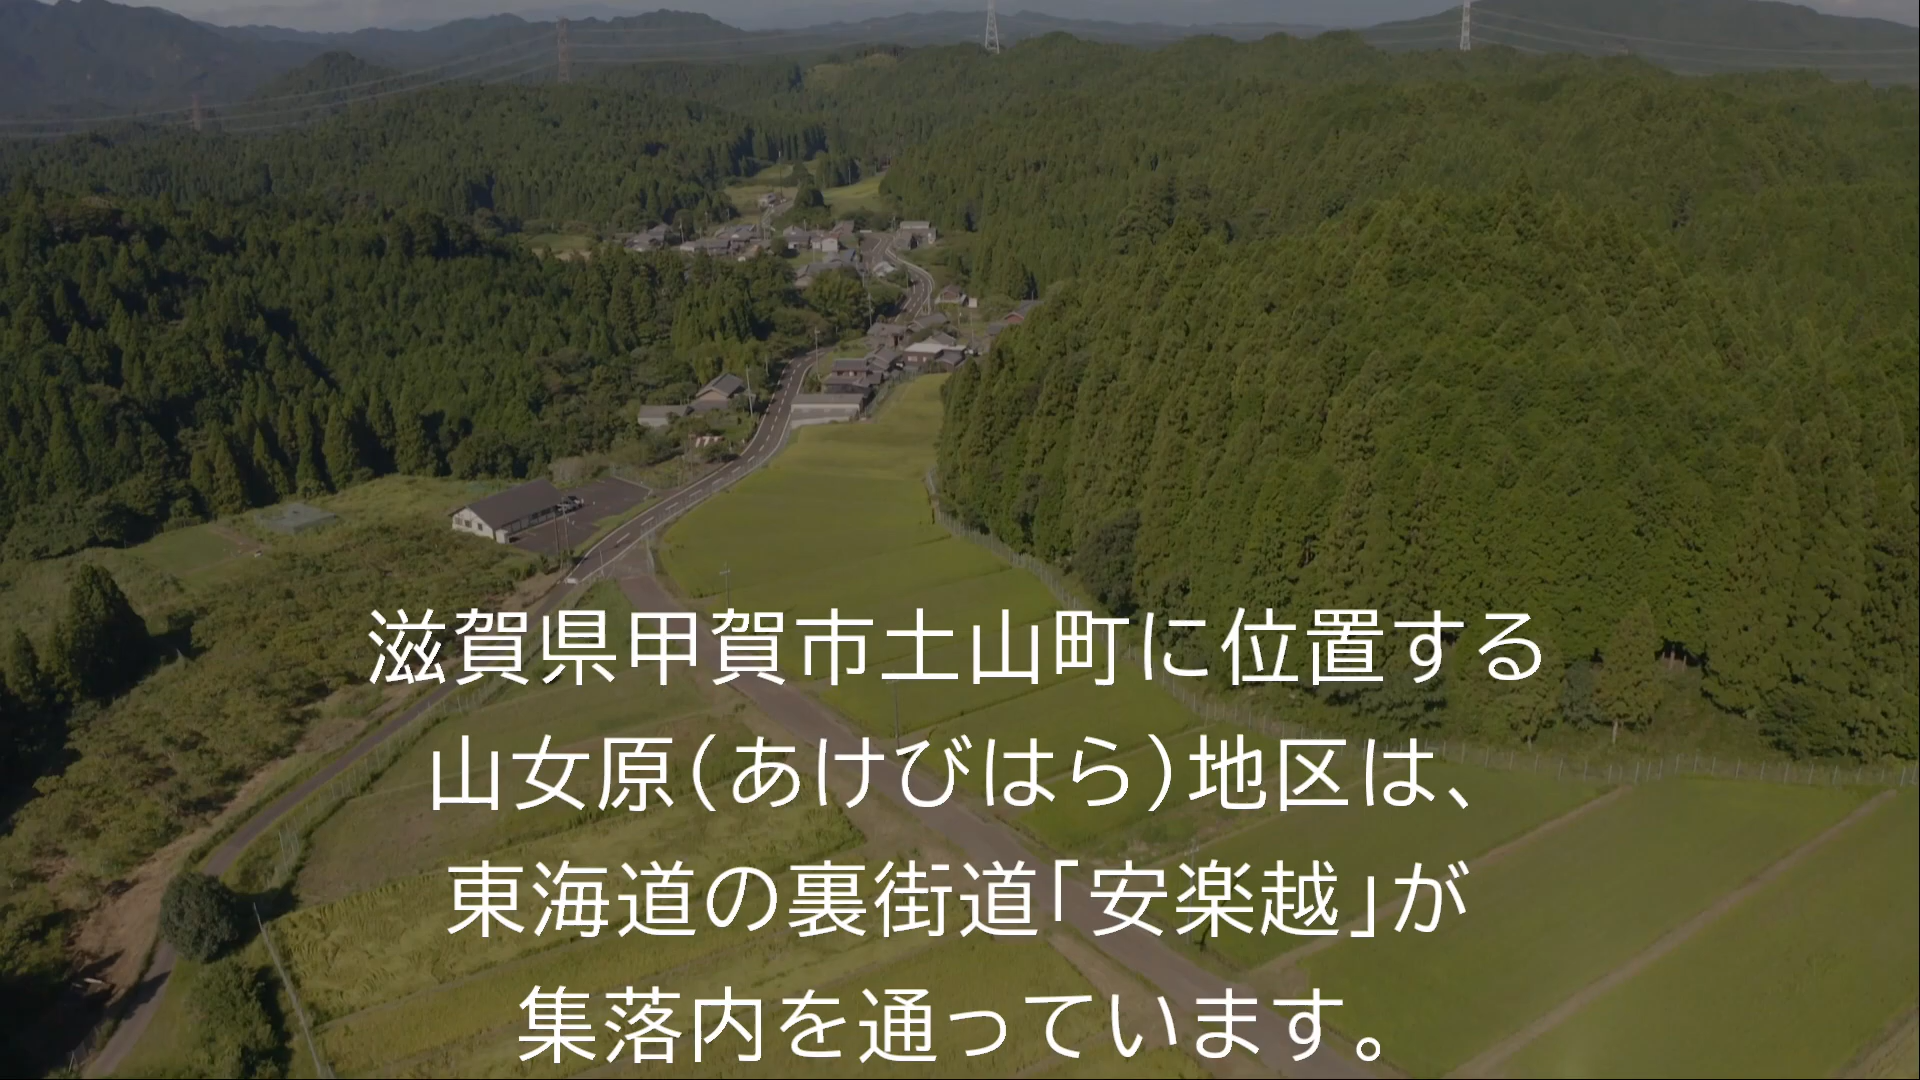 滋賀県甲賀市土山町に位置する
山女原(あけびはら)地区は、
東海道の裏街道「安楽越」が
集落内を通っています。